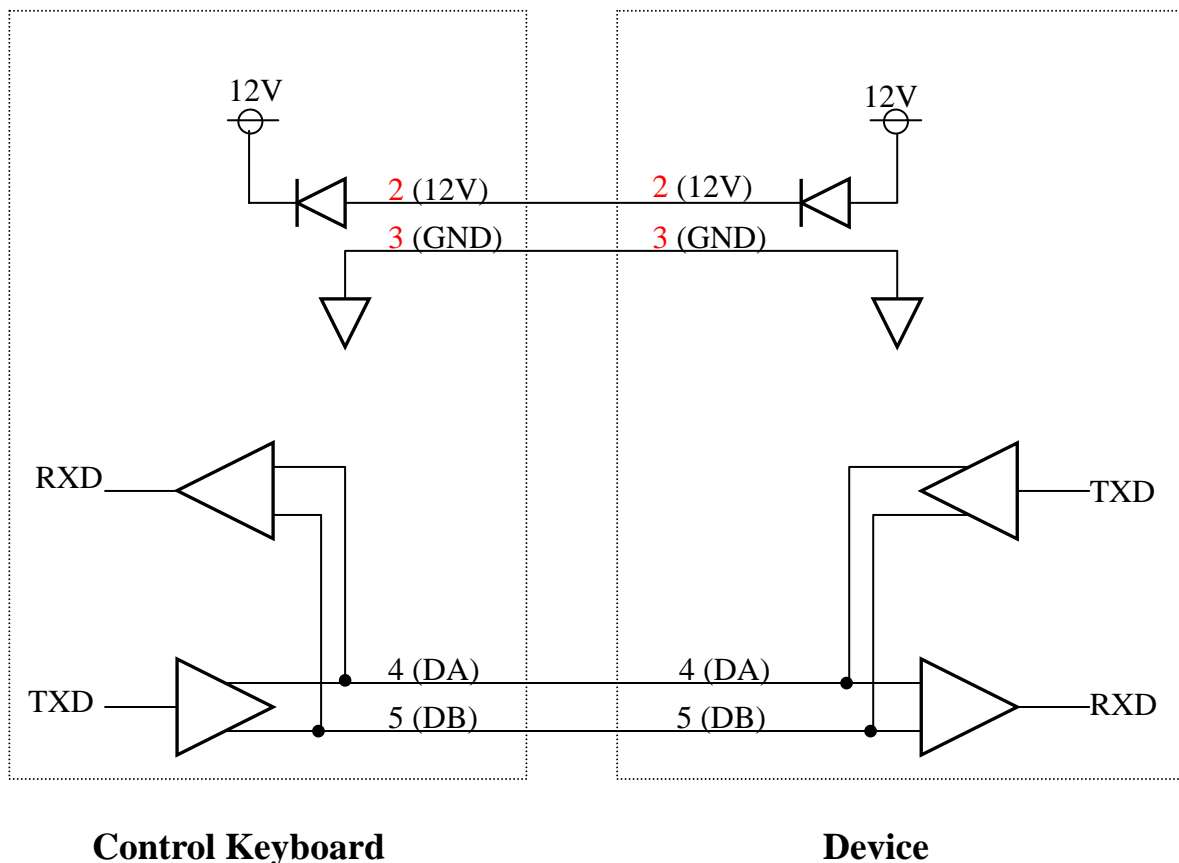 12V
12V
2 (12V)
2 (12V)
3 (GND)
3 (GND)
RXD
TXD
4 (DA)
4 (DA)
TXD
5 (DB)
5 (DB)
RXD
Control Keyboard
Device